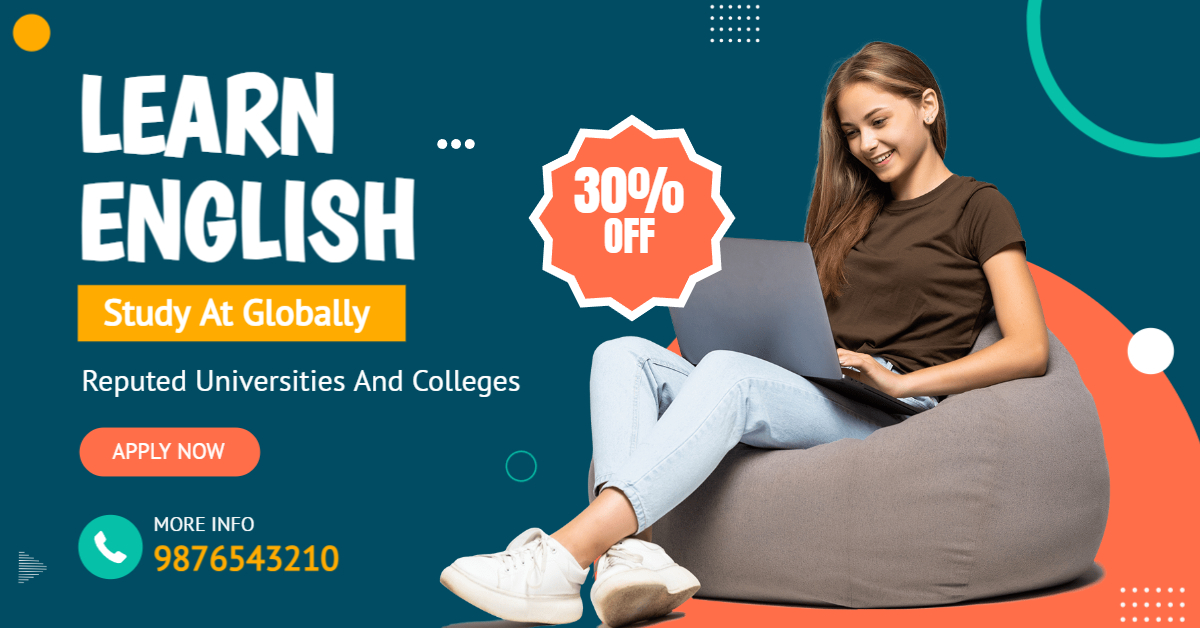 LEARN
ENGLISH
Study At Globally
Reputed Universities And Colleges
APPLY NOW
MORE INFO
9876543210
30%
OFF